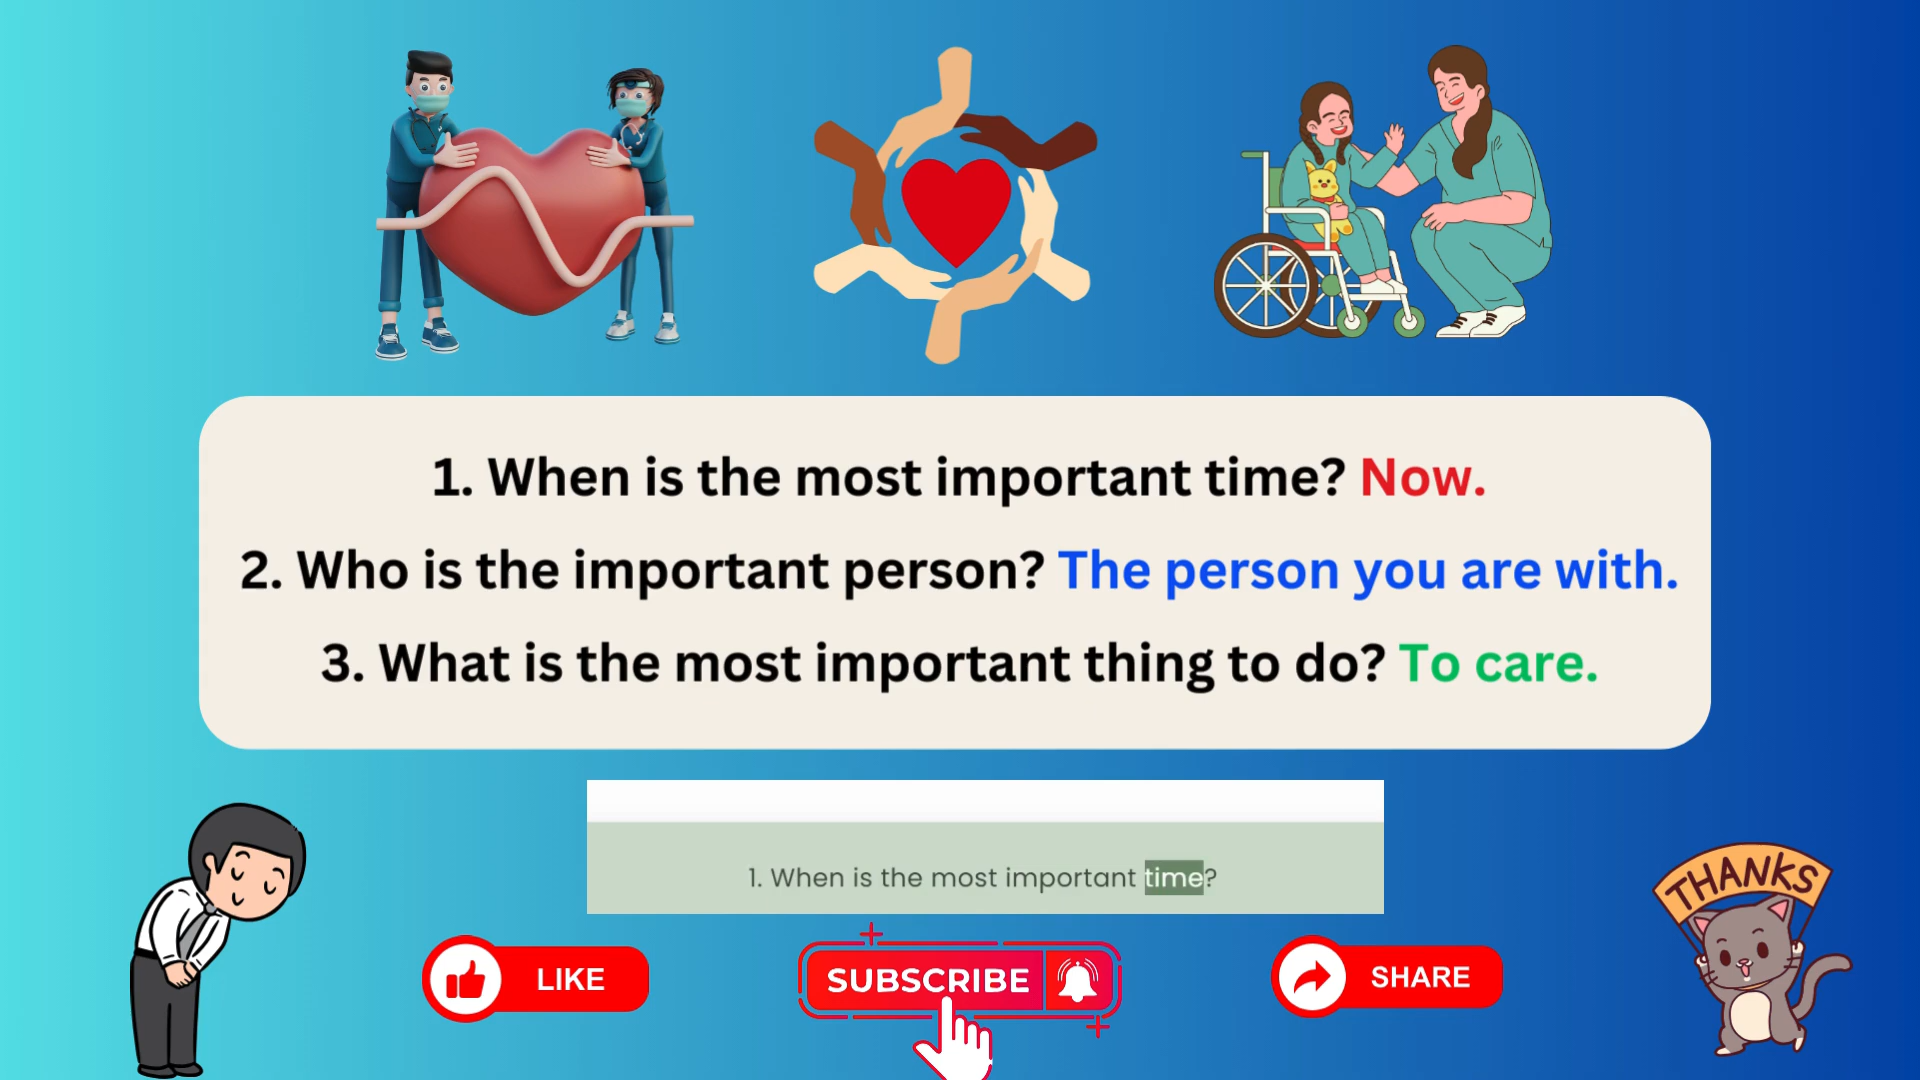 1. When is the most important time? Now.
2. Who is the important person? The person you are with.
3. What is the most important thing to do? To care.
1. When is the most important time?
LIKE
SUBSCRIBE
SHARE
THANKS